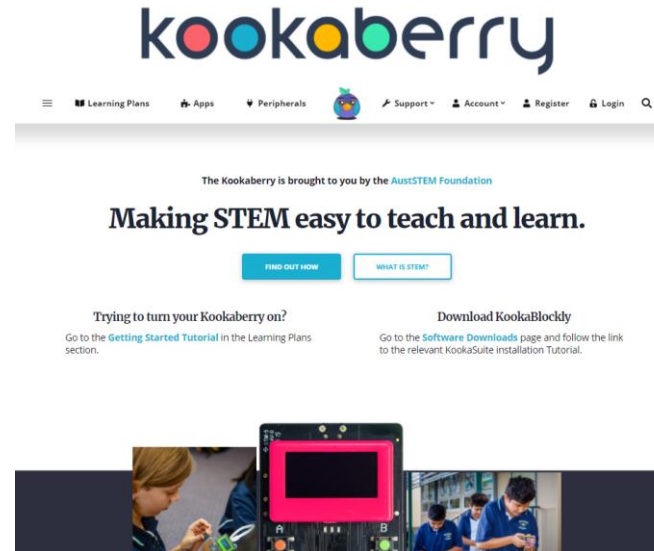 kookaberry
Learning Plans Apps Peripherals Support Account Register Login
The Kookaberry is brought to you by the AustSTEM Foundation
Making STEM easy to teach and learn.
FIND OUT HOW WHAT IS STEM?
Trying to turn your Kookaberry on?
Go to the Getting Started Tutorial in the Learning Plans
section.
Download KookaBlockly
Go to the Software Downloads page and follow the link
to the relevant KookaSuite installation Tutorial.
A B